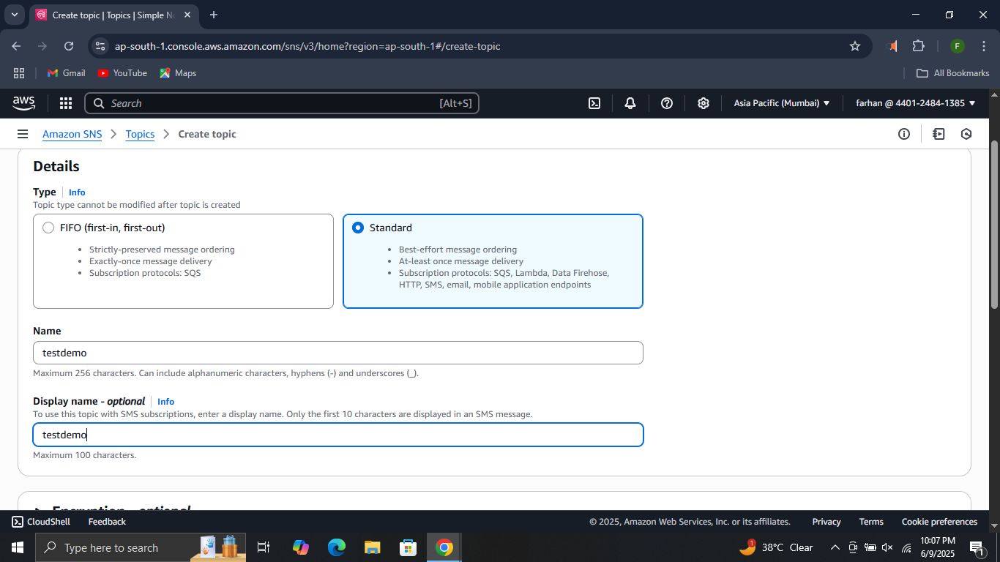 Create topic | Topics | Simple No
ap-south-1.console.aws.amazon.com/sns/v3/home?region=ap-south-1#/create-topic
F
Gmail
YouTube
Maps
All Bookmarks
aws
Search
[Alt+S]
Asia Pacific (Mumbai)
farhan @ 4401-2484-1385
Amazon SNS
Topics
Create topic
Details
Type
Info
Topic type cannot be modified after topic is created
FIFO (first-in, first-out)
Strictly-preserved message ordering
Exactly-once message delivery
Subscription protocols: SQS
Standard
Best-effort message ordering
At-least once message delivery
Subscription protocols: SQS, Lambda, Data Firehose,
HTTP, SMS, email, mobile application endpoints
Name
testdemo
Maximum 256 characters. Can include alphanumeric characters, hyphens (-) and underscores (_).
Display name - optional
Info
To use this topic with SMS subscriptions, enter a display name. Only the first 10 characters are displayed in an SMS message.
testdemo
Maximum 100 characters.
Encryption - optional
CloudShell
Feedback
© 2025, Amazon Web Services, Inc. or its affiliates.
Privacy
Terms
Cookie preferences
Type here to search
1
38°C Clear
10:07 PM
6/9/2025
1